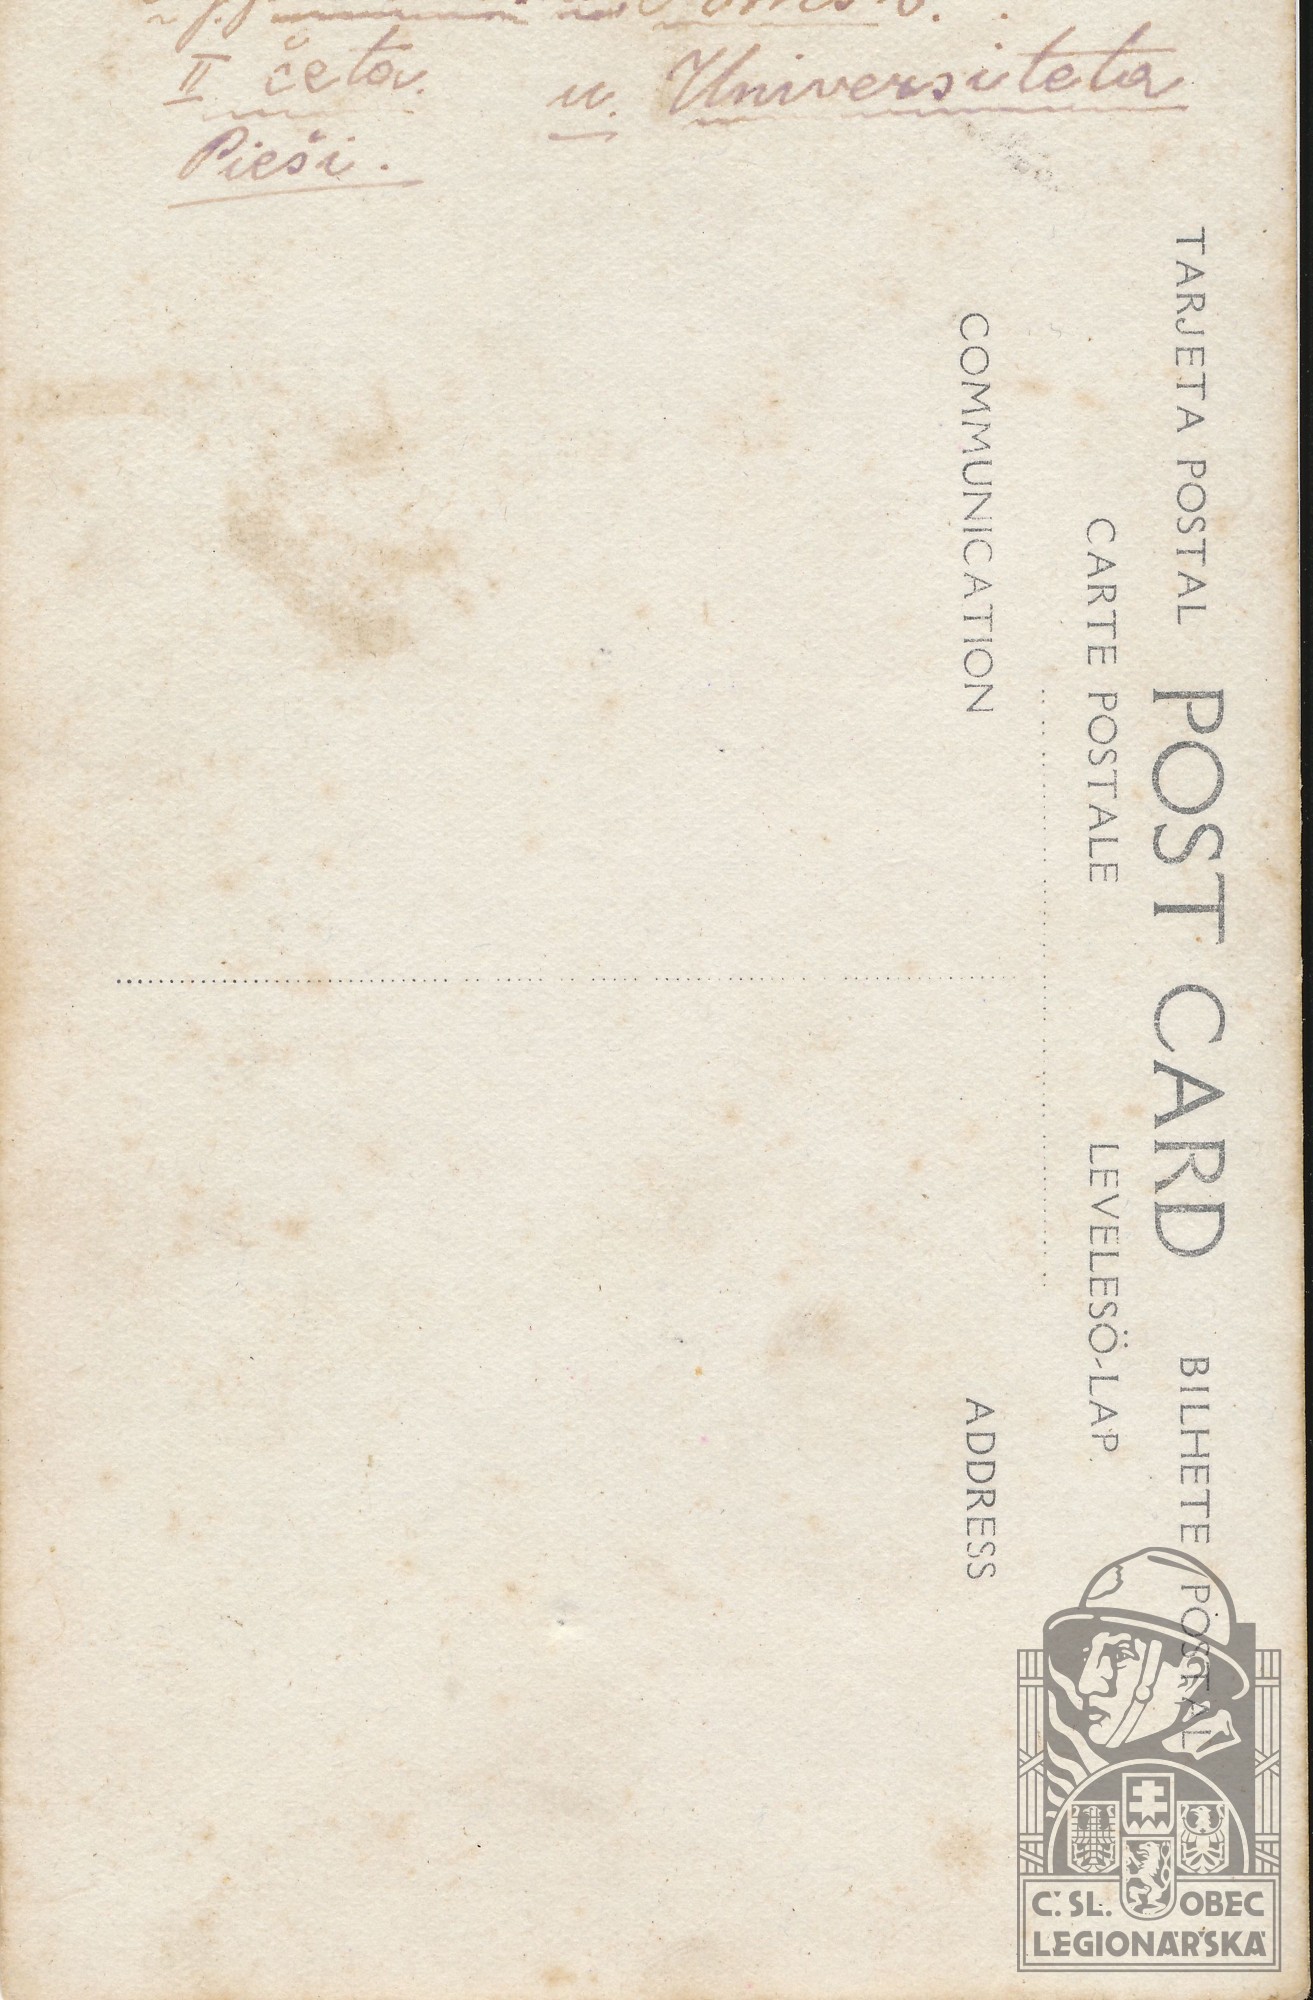 II četa.
u. Universiteta
Pieši.
TARJETA POSTAL POST CARD BILHETE POSTAL
CARTE POSTALE LEVELESÖ-LAP
COMMUNICATION ADDRESS
Č.SL. OBEC
LEGIONÁŘSKÁ